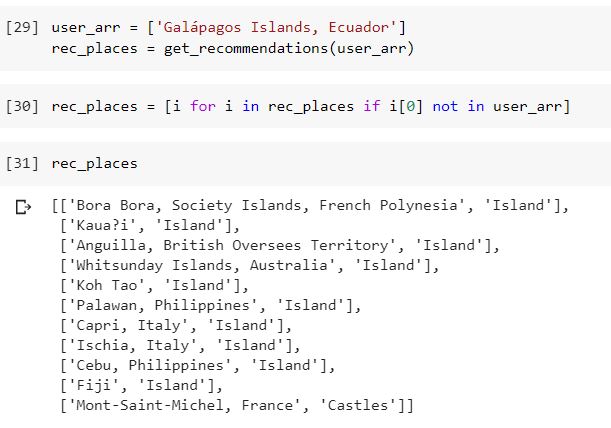 [29] user_arr = ['Galápagos Islands, Ecuador']
rec_places = get_recommendations(user_arr)
[30] rec_places = [i for i in rec_places if i[0] not in user_arr]
[31] rec_places
[['Bora Bora, Society Islands, French Polynesia', 'Island'],
['Kaua?i', 'Island'],
['Anguilla, British Oversees Territory', 'Island'],
['Whitsunday Islands, Australia', 'Island'],
['Koh Tao', 'Island'],
['Palawan, Philippines', 'Island'],
['Capri, Italy', 'Island'],
['Ischia, Italy', 'Island'],
['Cebu, Philippines', 'Island'],
['Fiji', 'Island'],
['Mont-Saint-Michel, France', 'Castles']]